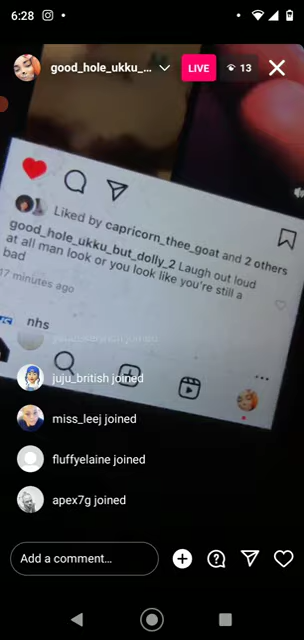 6:28
good_hole_ukku_...
LIVE
13
Liked by capricorn_thee_goat and 2 others
good_hole_ukku_but_dolly_2 Laugh out loud
at all man look or you look like you're still a
bad
17 minutes ago
nhs
juju_british joined
miss_leej joined
fluffyelaine joined
apex7g joined
Add a comment...